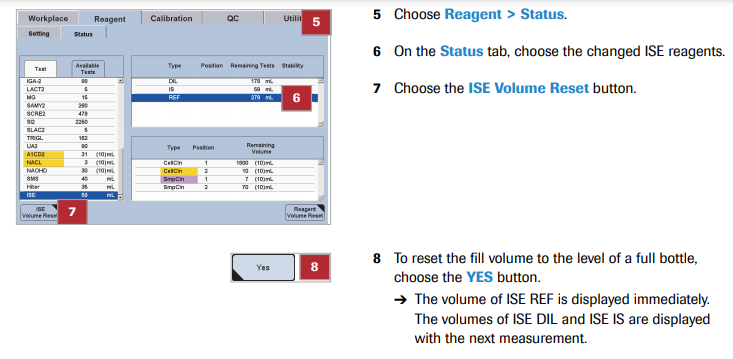 Workplace Reagent Calibration QC Utilit 5
Setting Status
Test Available Tests
IGA-2 88
LACT2 5
MG 15
SAMY2 260
SCRE2 479
SI2 2250
SLAC2 5
TRIGL 162
UA2 80
A1CD2 31 (10)mL
NACL 3 (10)mL
NAOHD 30 (10)mL
SMS 40 mL
Hiter 35 mL
ISE 59 mL
Type Position Remaining Tests Stability
DIL 179 mL
IS 59 mL
REF 279 mL
6
Type Position Remaining Volume
CellCln 1 1800 (10)mL
CellCln 2 10 (10)mL
SmpCln 1 7 (10)mL
SmpCln 2 70 (10)mL
ISE
Volume Rese 7
Reagent
Volume Reset
5 Choose Reagent > Status.
6 On the Status tab, choose the changed ISE reagents.
7 Choose the ISE Volume Reset button.
Yes 8
8 To reset the fill volume to the level of a full bottle,
choose the YES button.
→ The volume of ISE REF is displayed immediately.
The volumes of ISE DIL and ISE IS are displayed
with the next measurement.